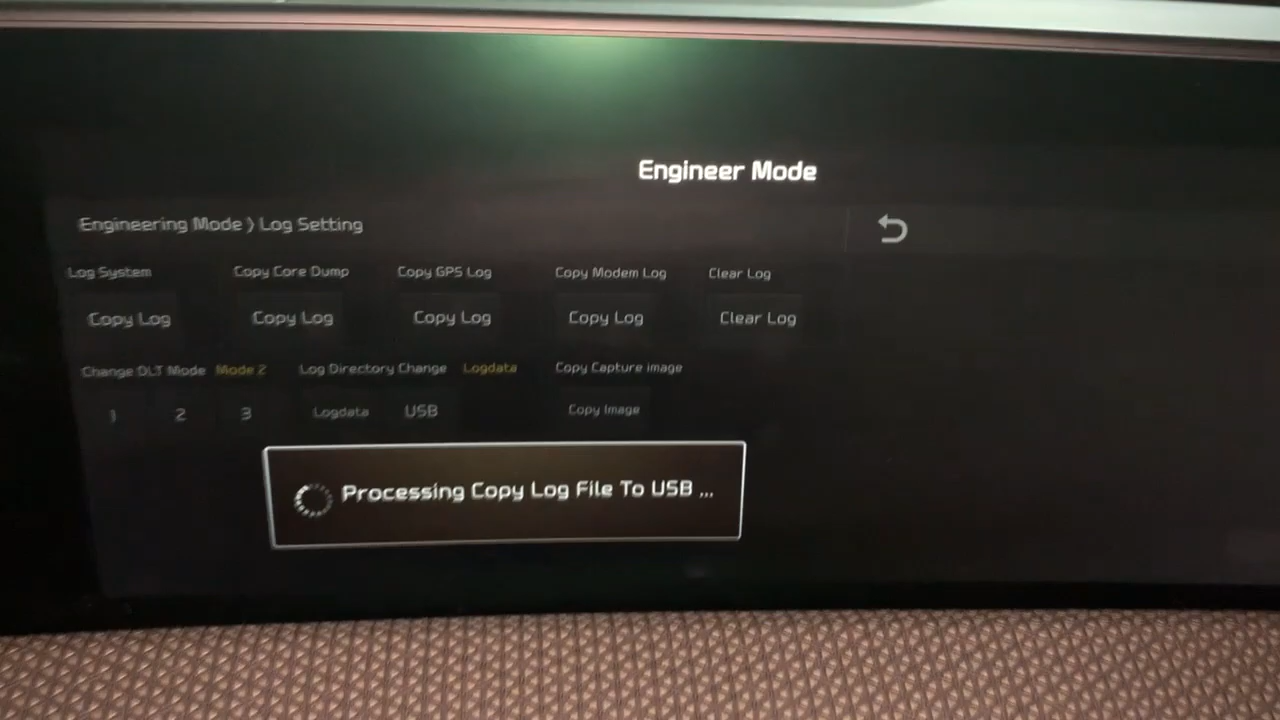 Engineer Mode
Engineering Mode > Log Setting
Log System Copy Core Dump Copy GPS Log Copy Modem Log Clear Log
Copy Log Copy Log Copy Log Copy Log Clear Log
Change DLT Mode Mode 2 Log Directory Change Logdata Copy Capture image
1 2 3 Logdata USB Copy Image
Processing Copy Log File To USB ...